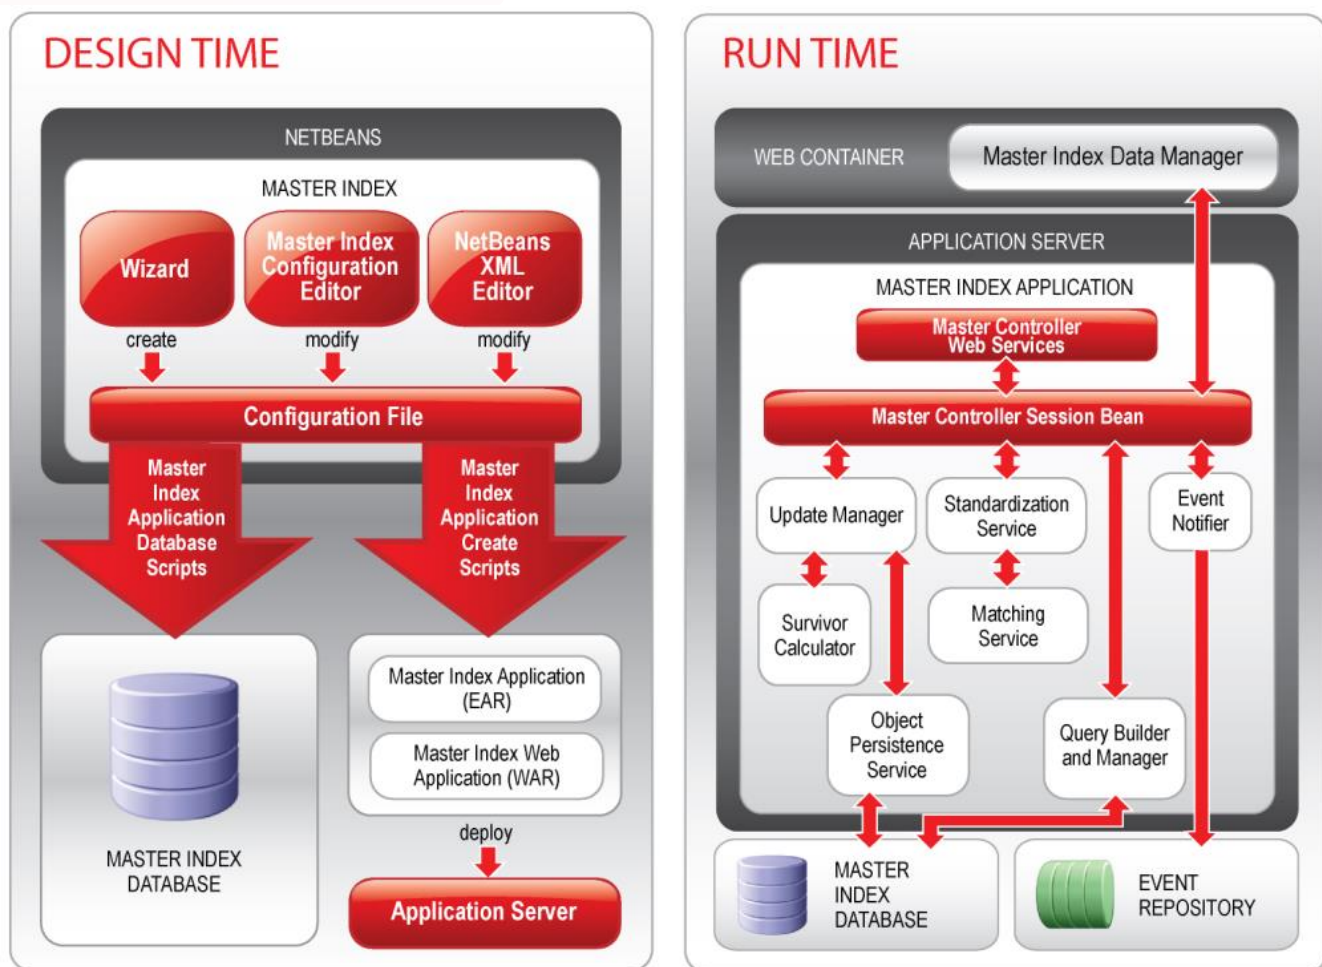 DESIGN TIME
NETBEANS
MASTER INDEX
Wizard
Master Index
Configuration
Editor
NetBeans
XML
Editor
create
modify
modify
Configuration File
Master
Index
Application
Database
Scripts
Master
Index
Application
Create
Scripts
MASTER INDEX
DATABASE
Master Index Application
(EAR)
Master Index Web
Application (WAR)
deploy
Application Server
RUN TIME
WEB CONTAINER
Master Index Data Manager
APPLICATION SERVER
MASTER INDEX APPLICATION
Master Controller
Web Services
Master Controller Session Bean
Update Manager
Standardization
Service
Event
Notifier
Survivor
Calculator
Matching
Service
Object
Persistence
Service
Query Builder
and Manager
MASTER
INDEX
DATABASE
EVENT
REPOSITORY